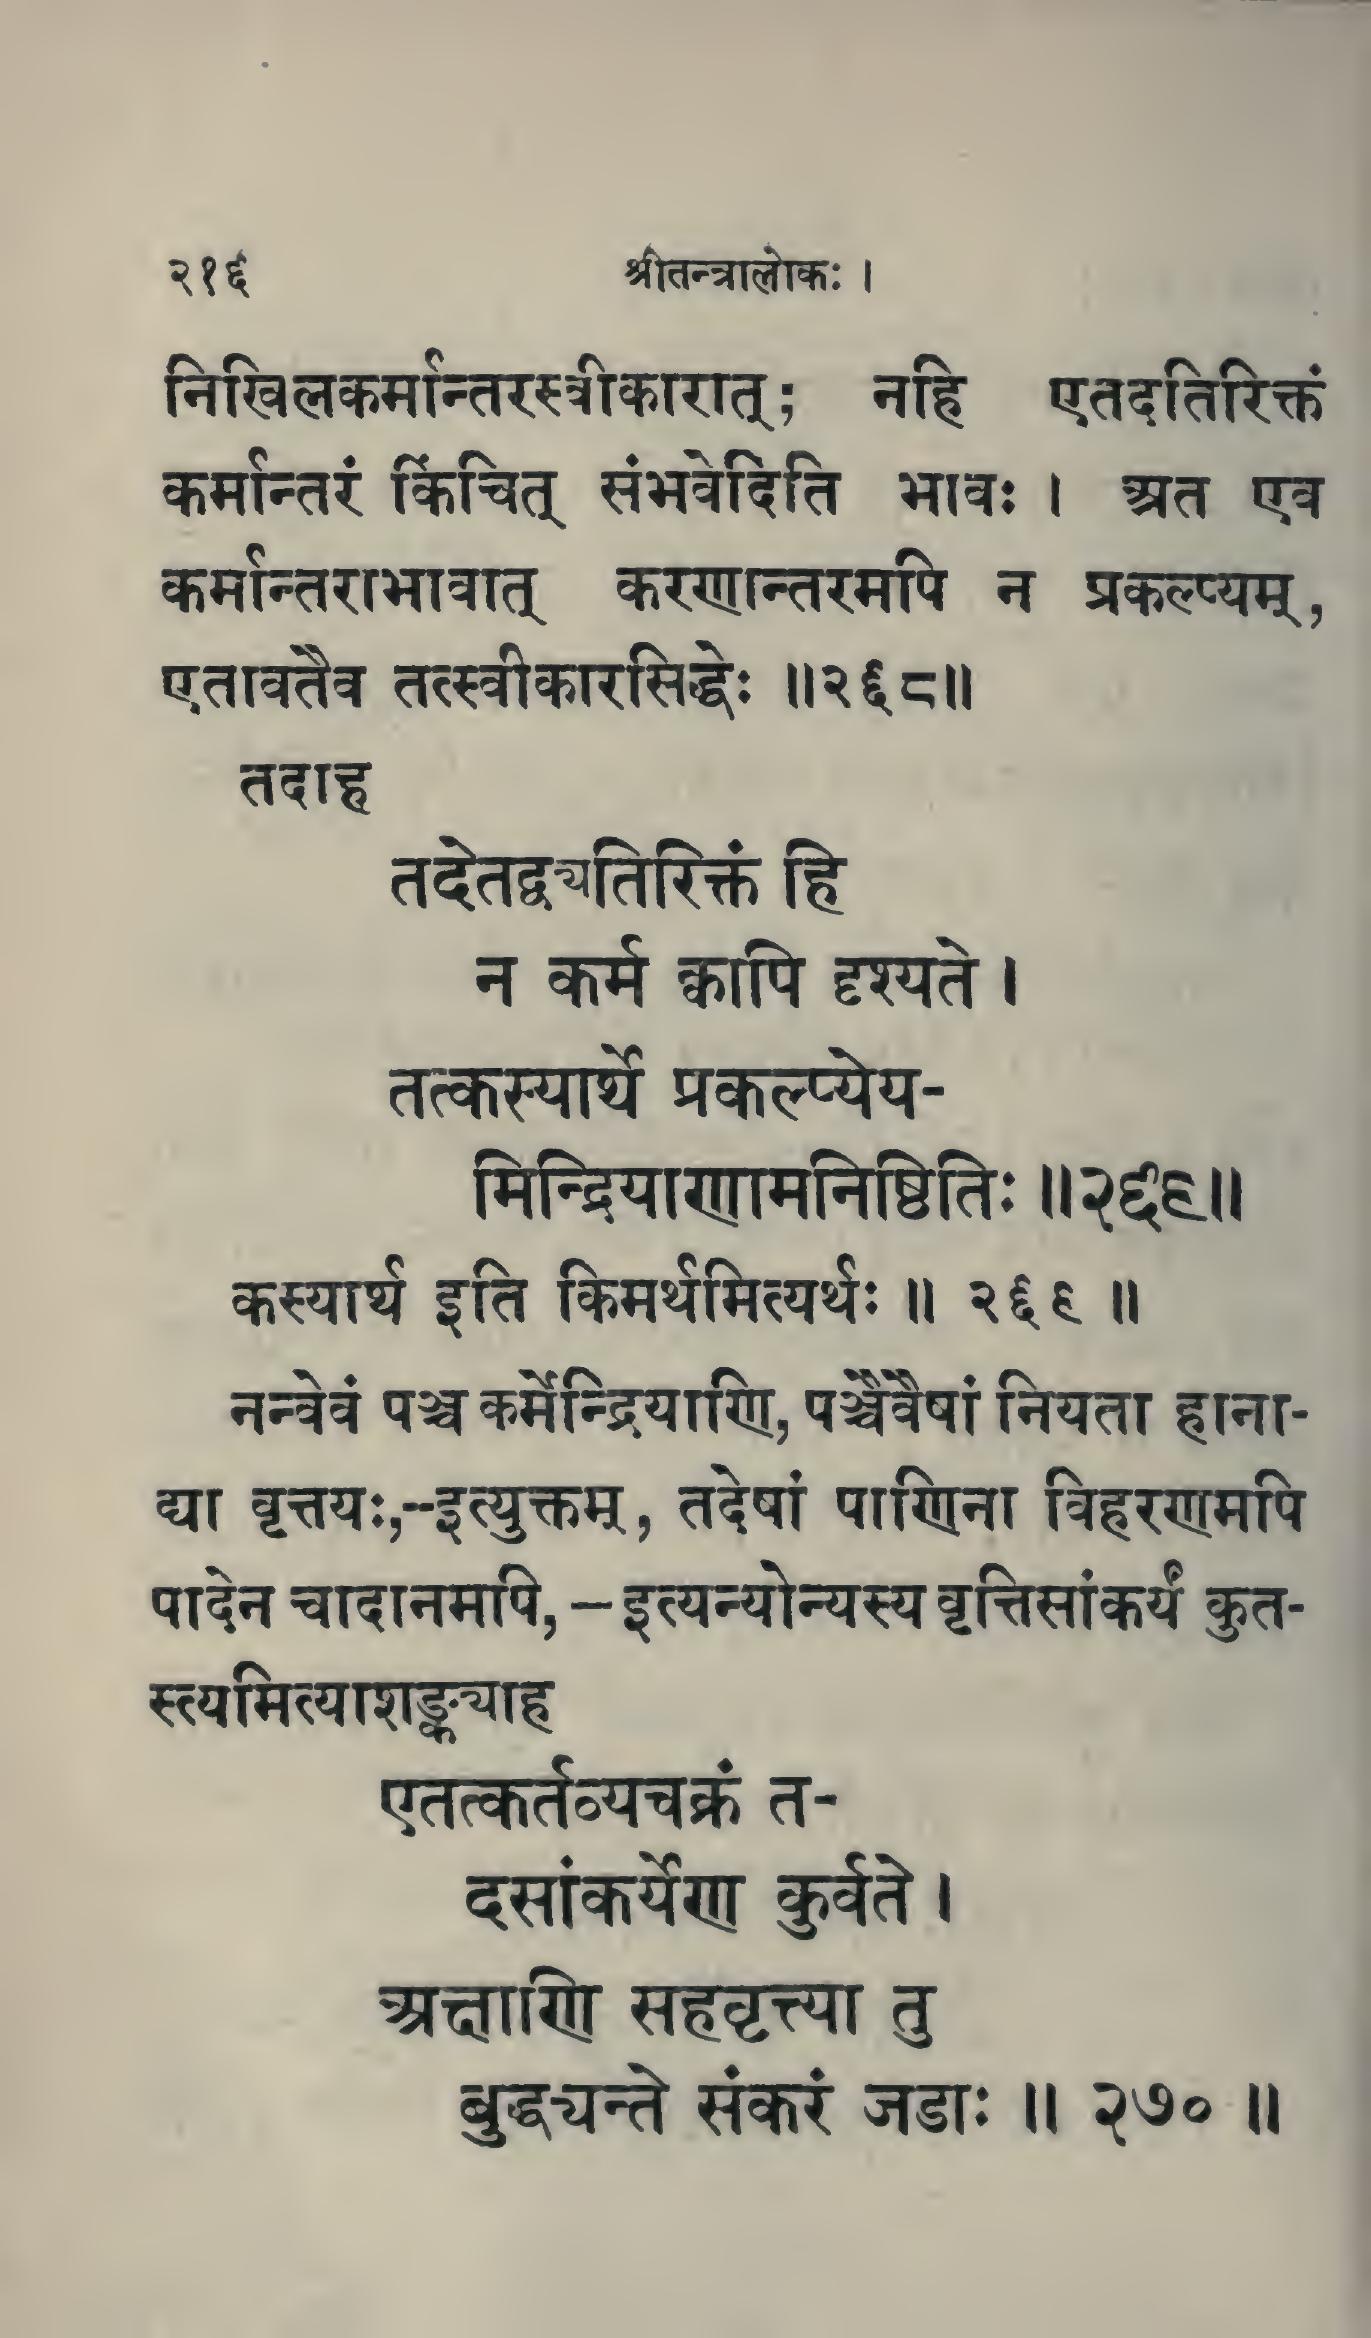 २१६ श्रीतन्त्रालोकः ।
निखिलकर्मान्तरस्वीकारात्; नहि एतदतिरिक्तं
कर्मान्तरं किंचित् संभवेदिति भावः । अत एव
कर्मान्तराभावात् करणान्तरमपि न प्रकल्प्यम्,
एतावतैव तत्स्वीकारसिद्धेः ॥२६८॥
तदाह
तदेतद्व्यतिरिक्तं हि
न कर्म क्वापि दृश्यते ।
तत्कस्यार्थे प्रकल्प्येय-
मिन्द्रियाणामनिष्ठितिः ॥२६९॥
कस्यार्थ इति किमर्थमित्यर्थः ॥ २६९ ॥
नन्वेवं पञ्च कर्मेन्द्रियाणि, पञ्चैवैषां नियता हाना-
द्या वृत्तयः,–इत्युक्तम्, तदेषां पाणिना विहरणमपि
पादेन चादानमपि, – इत्यन्योन्यस्य वृत्तिसांकर्यं कुत-
स्त्यमित्याशङ्क्याह
एतत्कर्तव्यचक्रं त-
दसांकर्येण कुर्वते ।
अक्षाणि सहवृत्त्या तु
बुद्ध्यन्ते संकरं जडाः ॥ २७० ॥